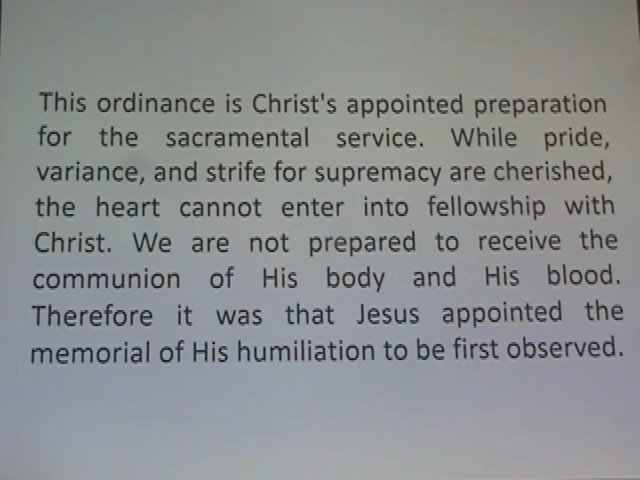 This ordinance is Christ's appointed preparation
for the sacramental service. While pride,
variance, and strife for supremacy are cherished,
the heart cannot enter into fellowship with
Christ. We are not prepared to receive the
communion of His body and His blood.
Therefore it was that Jesus appointed the
memorial of His humiliation to be first observed.